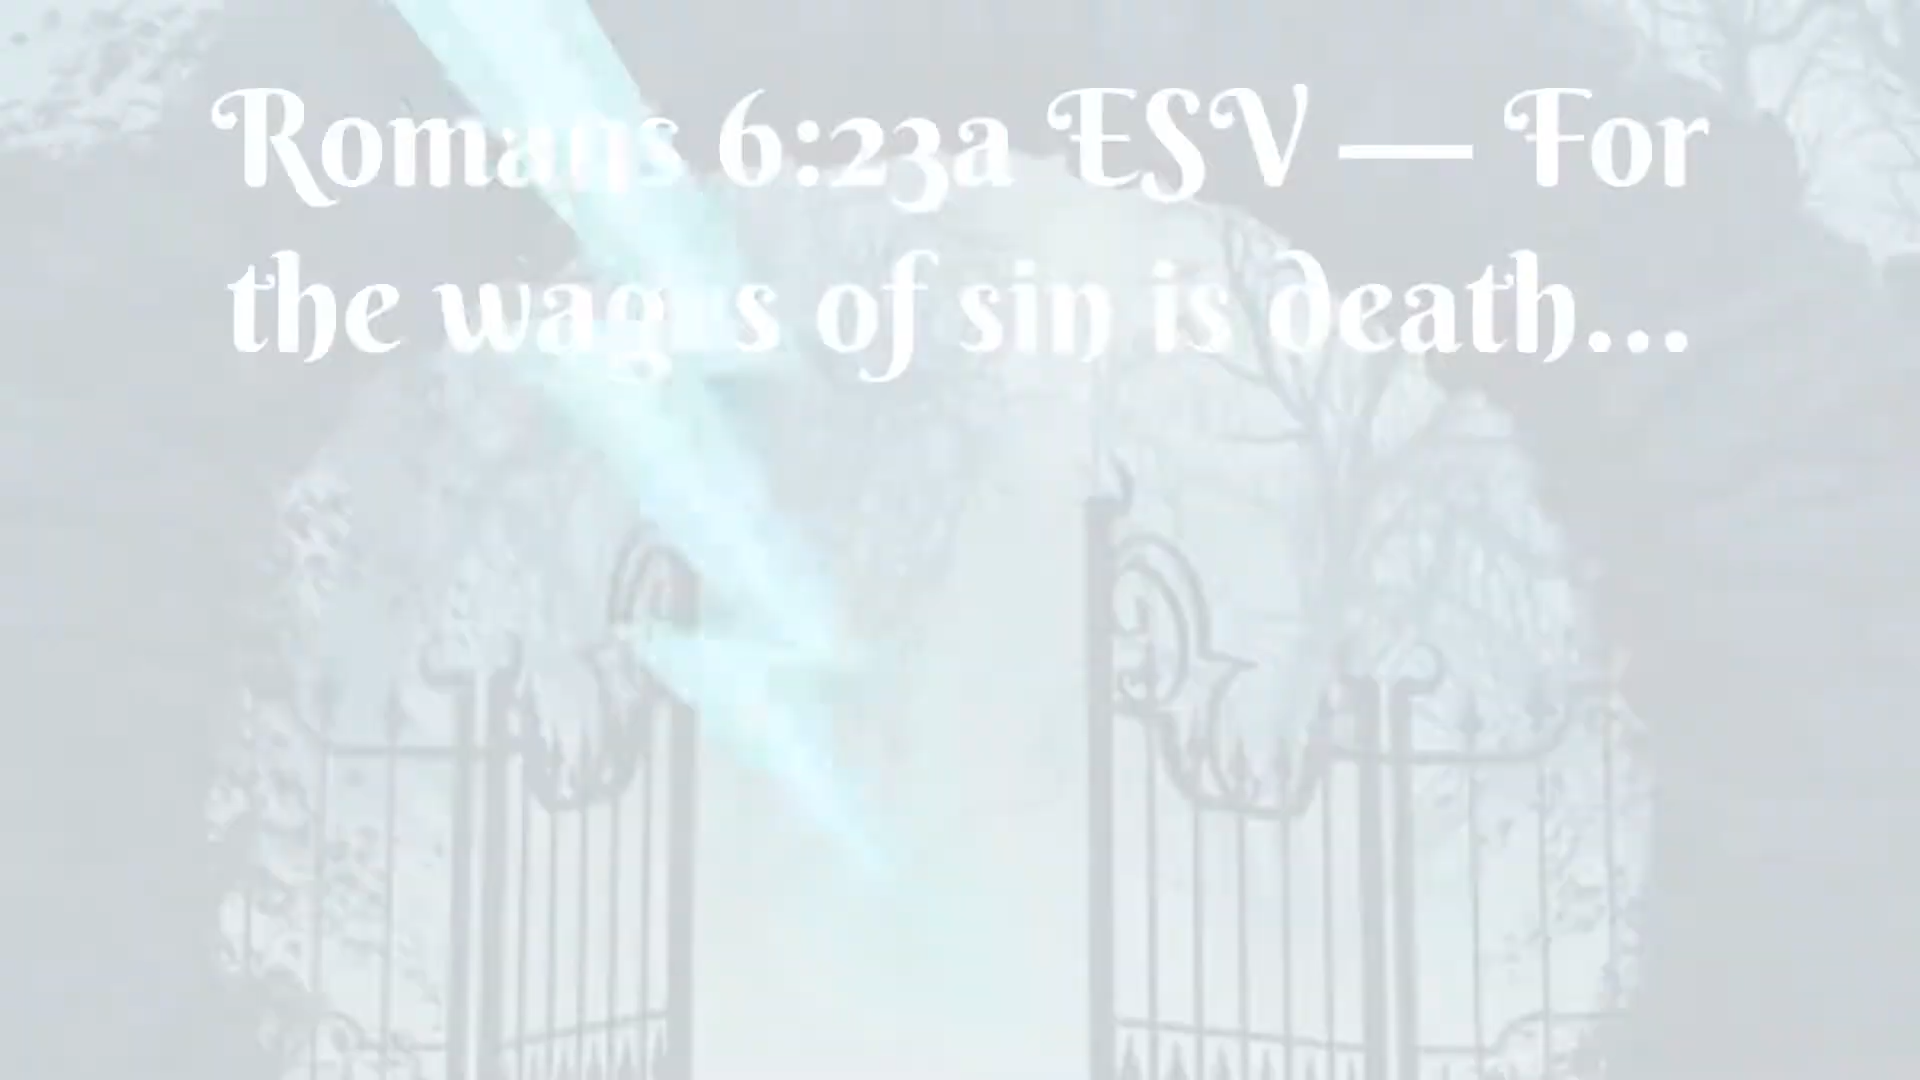 Romans 6:23a ESV — For
the wages of sin is death...